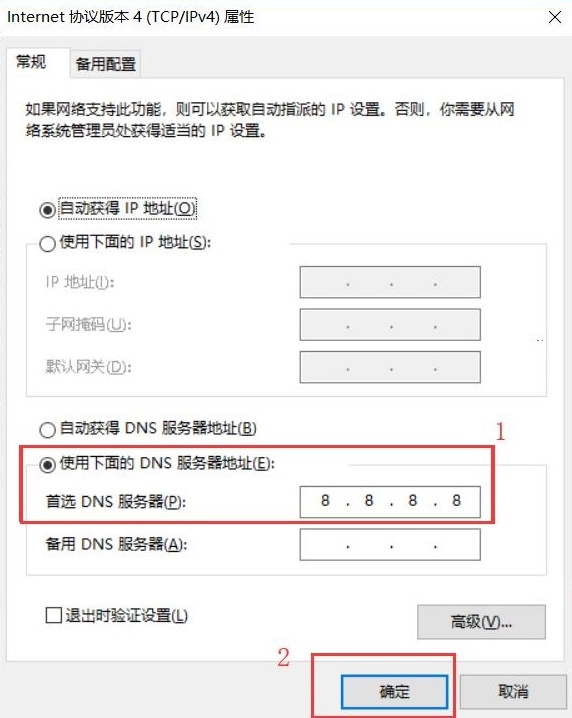 Internet 协议版本 4 (TCP/IPv4) 属性
常规
备用配置
如果网络支持此功能，则可以获取自动指派的 IP 设置。否则，你需要从网
络系统管理员处获得适当的 IP 设置。
自动获得 IP 地址(O)
使用下面的 IP 地址(S):
IP 地址(I):
子网掩码(U):
默认网关(D):
自动获得 DNS 服务器地址(B)
1
使用下面的 DNS 服务器地址(E):
首选 DNS 服务器(P):
8 . 8 . 8 . 8
备用 DNS 服务器(A):
退出时验证设置(L)
高级(V)...
2
确定
取消